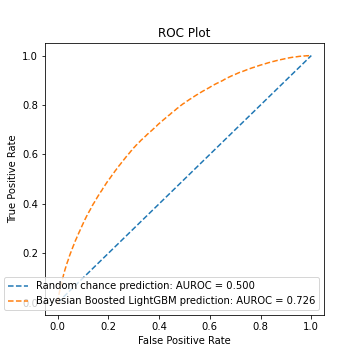 ROC Plot
1.0
0.8
0.6
0.4
0.2
0.0
True Positive Rate
Random chance prediction: AUROC = 0.500
Bayesian Boosted LightGBM prediction: AUROC = 0.726
0.0 0.2 0.4 0.6 0.8 1.0
False Positive Rate